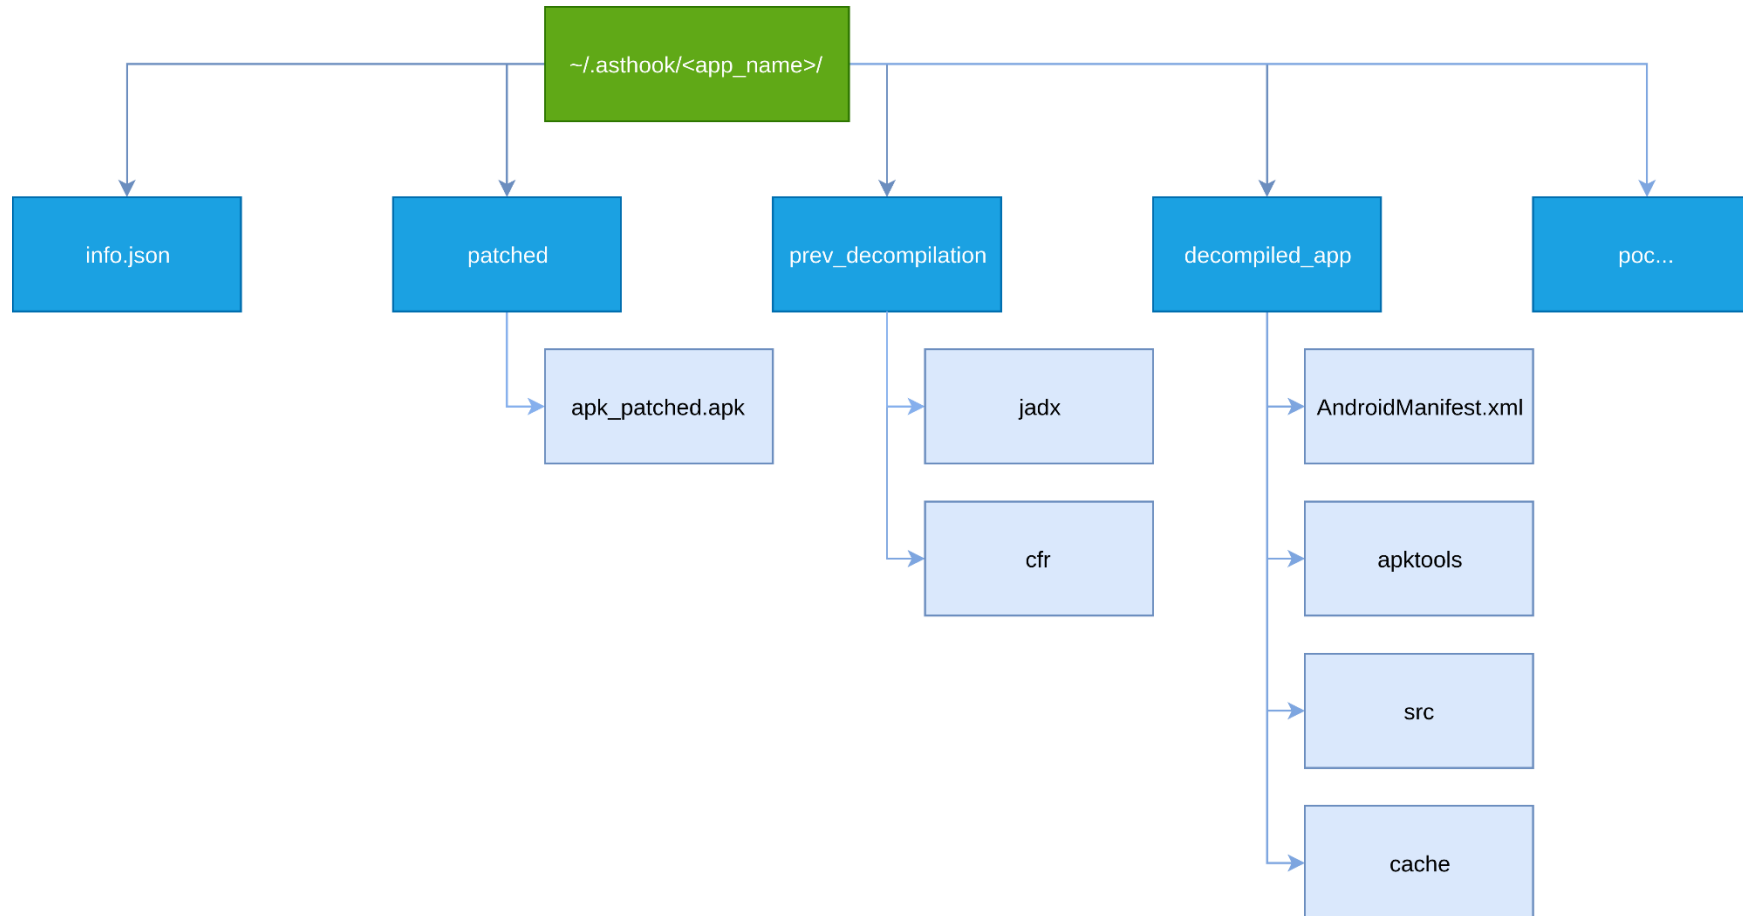 ~/.asthook/<app_name>/
info.json
patched
prev_decompilation
decompiled_app
poc...
apk_patched.apk
jadx
AndroidManifest.xml
cfr
apktools
src
cache